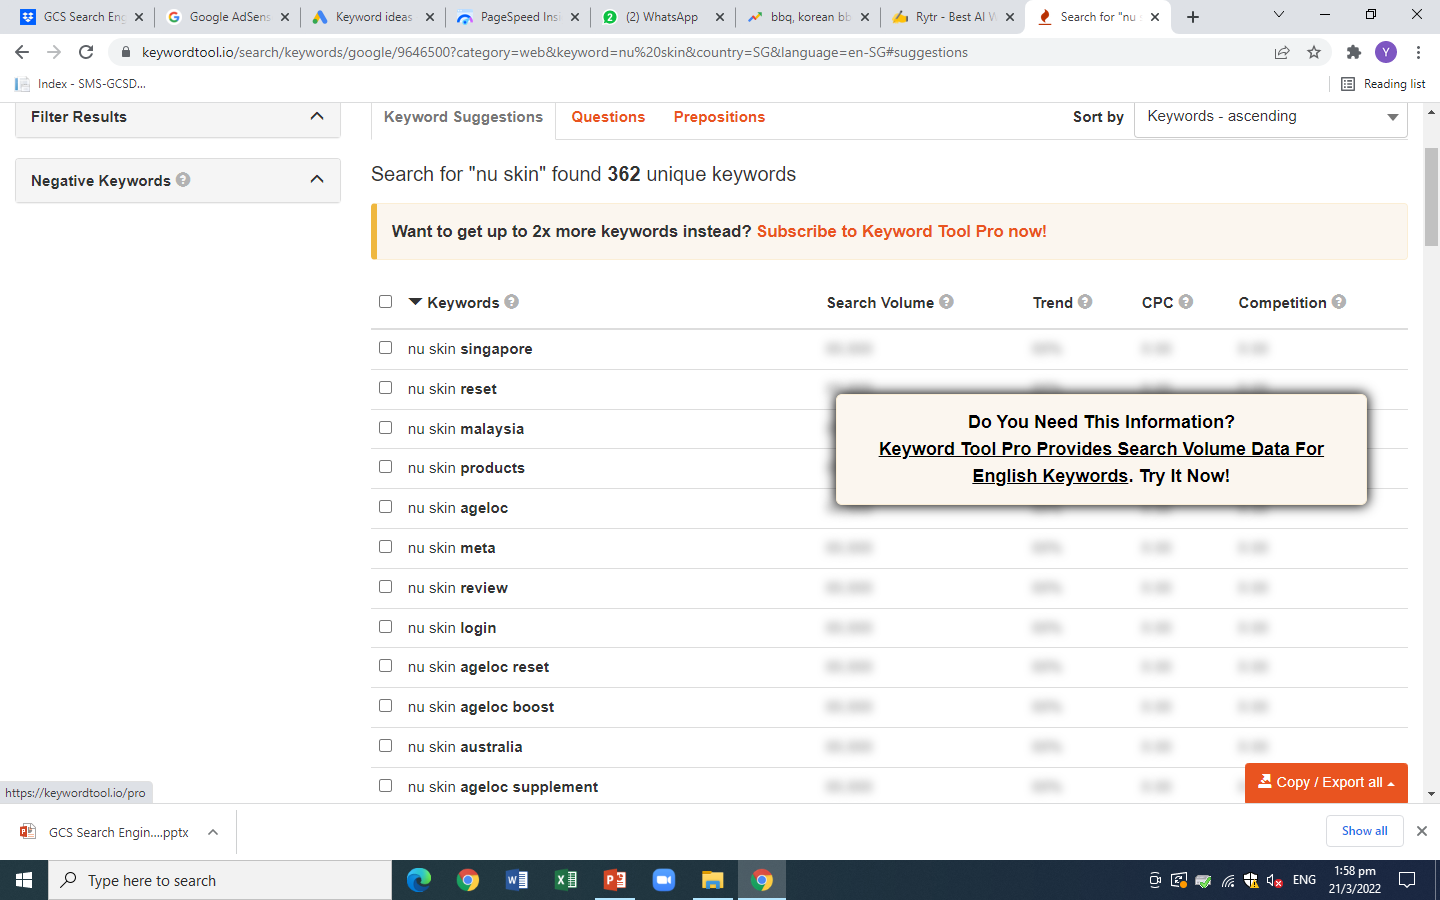 GCS Search Eng
Google AdSens
Keyword ideas
PageSpeed Insi
(2) WhatsApp
bbq, korean bb
Rytr - Best AI W
Search for "nu s
keywordtool.io/search/keywords/google/9646500?category=web&keyword=nu%20skin&country=SG&language=en-SG#suggestions
Y
Index - SMS-GCSD...
Reading list
Filter Results
Negative Keywords
Keyword Suggestions
Questions
Prepositions
Sort by
Keywords - ascending
Search for "nu skin" found 362 unique keywords
Want to get up to 2x more keywords instead? Subscribe to Keyword Tool Pro now!
Keywords
Search Volume
Trend
CPC
Competition
nu skin singapore
nu skin reset
nu skin malaysia
nu skin products
nu skin ageloc
nu skin meta
nu skin review
nu skin login
nu skin ageloc reset
nu skin ageloc boost
nu skin australia
nu skin ageloc supplement
Do You Need This Information?
Keyword Tool Pro Provides Search Volume Data For
English Keywords. Try It Now!
Copy / Export all
https://keywordtool.io/pro
GCS Search Engin....pptx
Show all
Type here to search
ENG
1:58 pm
21/3/2022